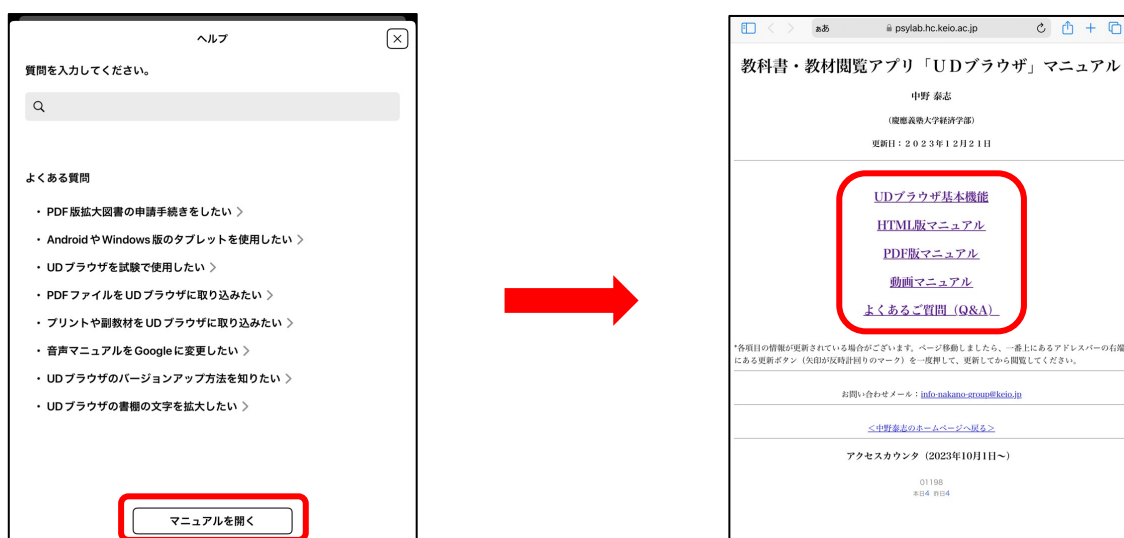 ヘルプ
質問を入力してください。
よくある質問
・ PDF版拡大図書の申請手続きをしたい >
・ AndroidやWindows版のタブレットを使用したい >
・ UDブラウザを試験で使用したい >
・ PDFファイルをUDブラウザに取り込みたい >
・ プリントや副教材をUDブラウザに取り込みたい >
・ 音声マニュアルをGoogleに変更したい >
・ UDブラウザのバージョンアップ方法を知りたい >
・ UDブラウザの書棚の文字を拡大したい >
マニュアルを開く
ぁあ psylab.hc.keio.ac.jp
教科書・教材閲覧アプリ「UDブラウザ」マニュアル
中野 泰志
（慶應義塾大学経済学部）
更新日：２０２３年１２月２１日
UDブラウザ基本機能
HTML版マニュアル
PDF版マニュアル
動画マニュアル
よくあるご質問（Q&A）
*各項目の情報が更新されている場合がございます。ページ移動しましたら、一番上にあるアドレスバーの右端
にある更新ボタン（矢印が反時計回りのマーク）を一度押して、更新してから閲覧してください。
お問い合わせメール：info-nakano-group@keio.jp
＜中野泰志のホームページへ戻る＞
アクセスカウンタ（2023年10月1日〜）
01198
本日4 昨日4